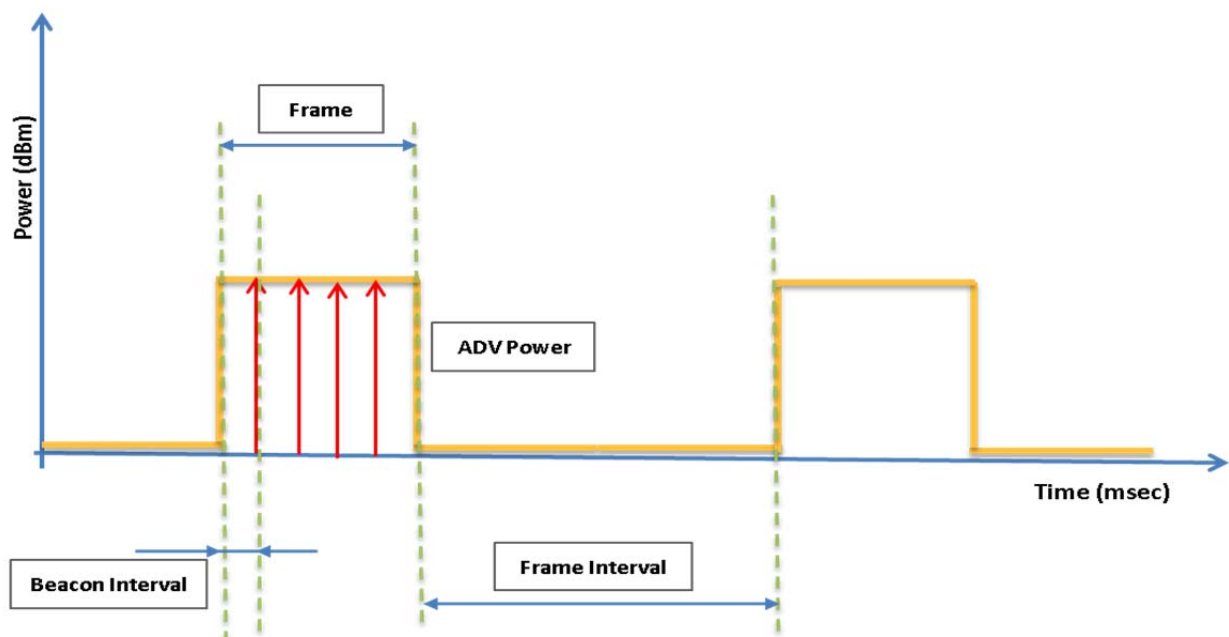 Frame
Power (dBm)
ADV Power
Time (msec)
Beacon Interval
Frame Interval